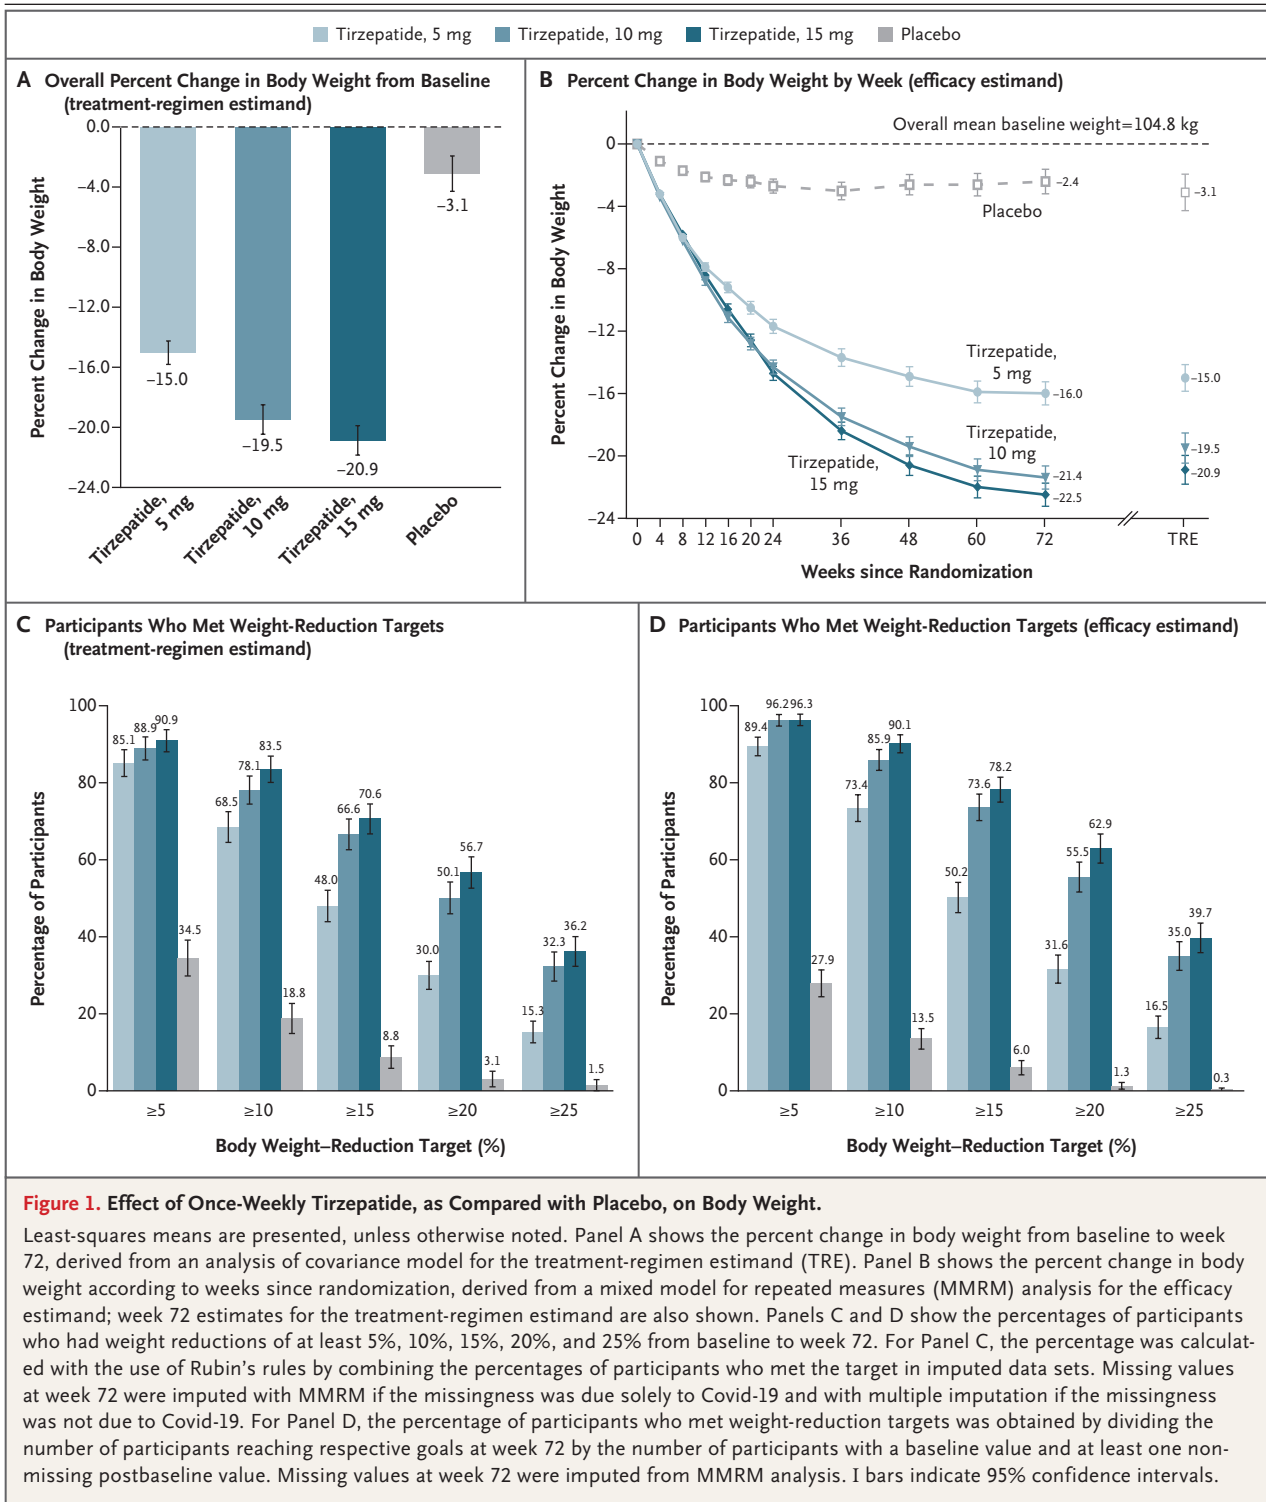 Tirzepatide, 5 mg Tirzepatide, 10 mg Tirzepatide, 15 mg Placebo
A Overall Percent Change in Body Weight from Baseline
(treatment-regimen estimand)
Percent Change in Body Weight
0.0
−4.0
−8.0
−12.0
−16.0
−20.0
−24.0
−15.0
−19.5
−20.9
−3.1
Tirzepatide,
5 mg
Tirzepatide,
10 mg
Tirzepatide,
15 mg
Placebo
B Percent Change in Body Weight by Week (efficacy estimand)
Overall mean baseline weight=104.8 kg
Percent Change in Body Weight
0
−4
−8
−12
−16
−20
−24
−2.4
−3.1
Placebo
Tirzepatide,
5 mg
−16.0
−15.0
Tirzepatide,
10 mg
−19.5
Tirzepatide,
15 mg
−21.4
−20.9
−22.5
0 4 8 12 16 20 24 36 48 60 72 TRE
Weeks since Randomization
C Participants Who Met Weight-Reduction Targets
(treatment-regimen estimand)
Percentage of Participants
100
80
60
40
20
0
85.1 88.9 90.9 34.5
68.5 78.1 83.5 18.8
48.0 66.6 70.6 8.8
30.0 50.1 56.7 3.1
15.3 32.3 36.2 1.5
≥5 ≥10 ≥15 ≥20 ≥25
Body Weight–Reduction Target (%)
D Participants Who Met Weight-Reduction Targets (efficacy estimand)
Percentage of Participants
100
80
60
40
20
0
89.4 96.2 96.3 27.9
73.4 85.9 90.1 13.5
50.2 73.6 78.2 6.0
31.6 55.5 62.9 1.3
16.5 35.0 39.7 0.3
≥5 ≥10 ≥15 ≥20 ≥25
Body Weight–Reduction Target (%)
Figure 1. Effect of Once-Weekly Tirzepatide, as Compared with Placebo, on Body Weight.
Least-squares means are presented, unless otherwise noted. Panel A shows the percent change in body weight from baseline to week
72, derived from an analysis of covariance model for the treatment-regimen estimand (TRE). Panel B shows the percent change in body
weight according to weeks since randomization, derived from a mixed model for repeated measures (MMRM) analysis for the efficacy
estimand; week 72 estimates for the treatment-regimen estimand are also shown. Panels C and D show the percentages of participants
who had weight reductions of at least 5%, 10%, 15%, 20%, and 25% from baseline to week 72. For Panel C, the percentage was calculat-
ed with the use of Rubin’s rules by combining the percentages of participants who met the target in imputed data sets. Missing values
at week 72 were imputed with MMRM if the missingness was due solely to Covid-19 and with multiple imputation if the missingness
was not due to Covid-19. For Panel D, the percentage of participants who met weight-reduction targets was obtained by dividing the
number of participants reaching respective goals at week 72 by the number of participants with a baseline value and at least one non-
missing postbaseline value. Missing values at week 72 were imputed from MMRM analysis. I bars indicate 95% confidence intervals.